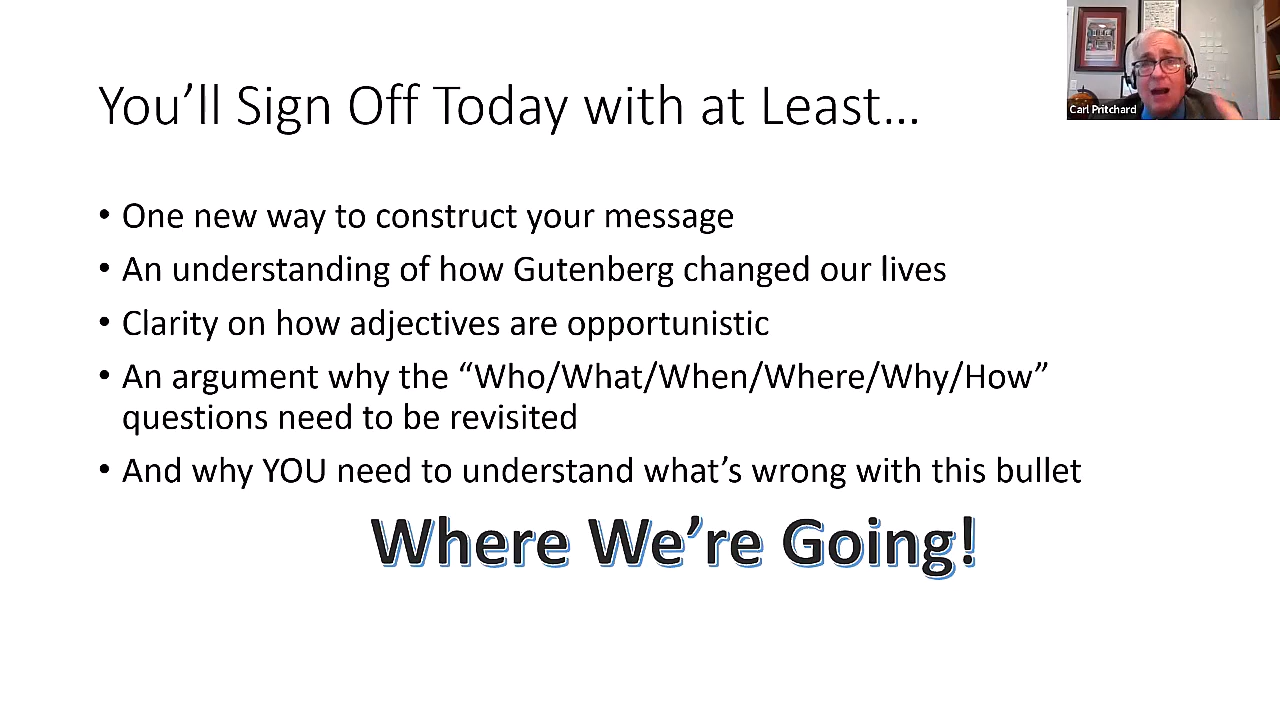 You’ll Sign Off Today with at Least…
Carl Pritchard
• One new way to construct your message
• An understanding of how Gutenberg changed our lives
• Clarity on how adjectives are opportunistic
• An argument why the “Who/What/When/Where/Why/How”
questions need to be revisited
• And why YOU need to understand what’s wrong with this bullet
Where We’re Going!